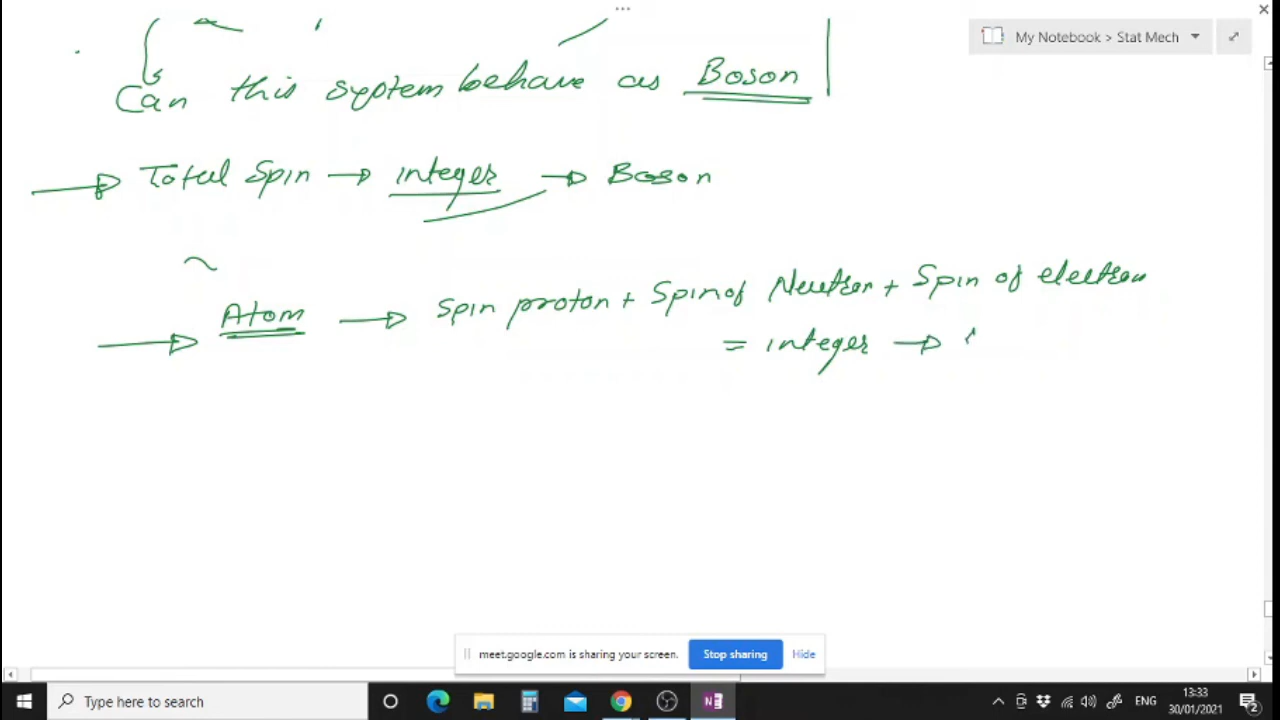 My Notebook > Stat Mech
Can this system behave as Boson
Total Spin → integer → Boson
Atom → Spin proton + Spin of Neutron + Spin of electron
= integer →
meet.google.com is sharing your screen. Stop sharing Hide
Type here to search
ENG
13:33
30/01/2021
2